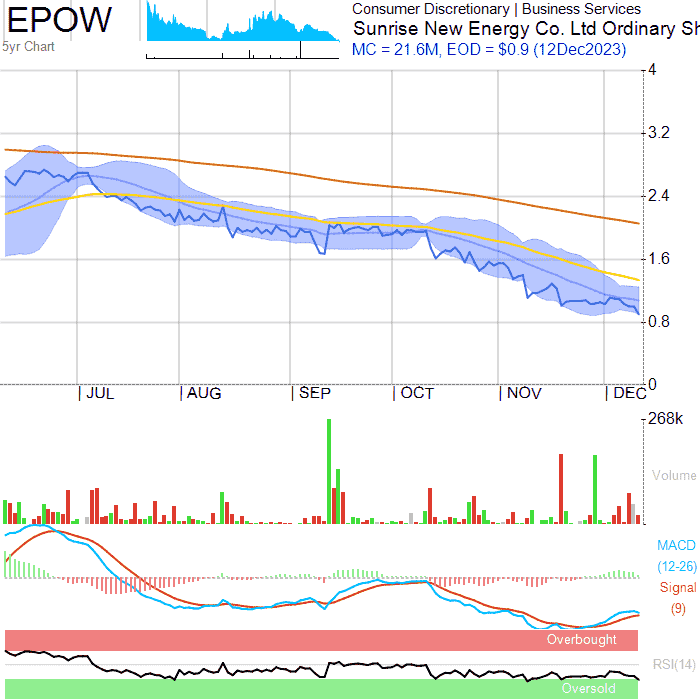 EPOW
5yr Chart
Consumer Discretionary | Business Services
Sunrise New Energy Co. Ltd Ordinary Sh
MC = 21.6M, EOD = $0.9 (12Dec2023)
4
3.2
2.4
1.6
0.8
0
| JUL | AUG | SEP | OCT | NOV | DEC
268k
Volume
MACD
(12-26)
Signal
(9)
Overbought
RSI(14)
Oversold